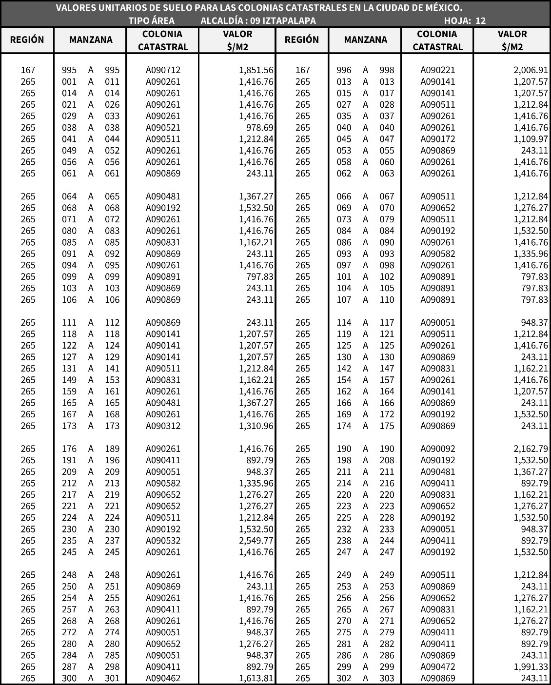 VALORES UNITARIOS DE SUELO PARA LAS COLONIAS CATASTRALES EN LA CIUDAD DE MÉXICO.
TIPO ÁREA ALCALDÍA : 09 IZTAPALAPA HOJA: 12
REGIÓN MANZANA COLONIA CATASTRAL VALOR $/M2 REGIÓN MANZANA COLONIA CATASTRAL VALOR $/M2
167 995 A 995 A090712 1,851.56 167 996 A 998 A090221 2,006.91
265 001 A 011 A090261 1,416.76 265 013 A 013 A090141 1,207.57
265 014 A 014 A090261 1,416.76 265 015 A 017 A090141 1,207.57
265 021 A 026 A090261 1,416.76 265 027 A 028 A090511 1,212.84
265 029 A 033 A090261 1,416.76 265 035 A 037 A090261 1,416.76
265 038 A 038 A090521 978.69 265 040 A 040 A090261 1,416.76
265 041 A 044 A090511 1,212.84 265 045 A 047 A090172 1,109.97
265 049 A 052 A090261 1,416.76 265 053 A 055 A090869 243.11
265 056 A 056 A090261 1,416.76 265 058 A 060 A090261 1,416.76
265 061 A 061 A090869 243.11 265 062 A 063 A090261 1,416.76
265 064 A 065 A090481 1,367.27 265 066 A 067 A090511 1,212.84
265 068 A 068 A090192 1,532.50 265 069 A 070 A090652 1,276.27
265 071 A 072 A090261 1,416.76 265 073 A 079 A090511 1,212.84
265 080 A 083 A090261 1,416.76 265 084 A 084 A090192 1,532.50
265 085 A 085 A090831 1,162.21 265 086 A 090 A090261 1,416.76
265 091 A 092 A090869 243.11 265 093 A 093 A090582 1,335.96
265 094 A 095 A090261 1,416.76 265 097 A 098 A090261 1,416.76
265 099 A 099 A090891 797.83 265 101 A 102 A090891 797.83
265 103 A 103 A090869 243.11 265 104 A 105 A090891 797.83
265 106 A 106 A090869 243.11 265 107 A 110 A090891 797.83
265 111 A 112 A090869 243.11 265 114 A 117 A090051 948.37
265 118 A 118 A090141 1,207.57 265 119 A 121 A090511 1,212.84
265 122 A 124 A090141 1,207.57 265 125 A 125 A090261 1,416.76
265 127 A 129 A090141 1,207.57 265 130 A 130 A090869 243.11
265 131 A 141 A090511 1,212.84 265 142 A 147 A090831 1,162.21
265 149 A 153 A090831 1,162.21 265 154 A 157 A090261 1,416.76
265 159 A 161 A090261 1,416.76 265 162 A 164 A090141 1,207.57
265 165 A 165 A090481 1,367.27 265 166 A 166 A090869 243.11
265 167 A 168 A090261 1,416.76 265 169 A 172 A090192 1,532.50
265 173 A 173 A090312 1,310.96 265 174 A 175 A090869 243.11
265 176 A 189 A090261 1,416.76 265 190 A 190 A090092 2,162.79
265 191 A 196 A090411 892.79 265 198 A 208 A090192 1,532.50
265 209 A 209 A090051 948.37 265 211 A 211 A090481 1,367.27
265 212 A 213 A090582 1,335.96 265 214 A 216 A090411 892.79
265 217 A 219 A090652 1,276.27 265 220 A 220 A090831 1,162.21
265 221 A 221 A090652 1,276.27 265 223 A 223 A090652 1,276.27
265 224 A 224 A090511 1,212.84 265 225 A 228 A090192 1,532.50
265 230 A 230 A090192 1,532.50 265 232 A 233 A090051 948.37
265 235 A 237 A090532 2,549.77 265 238 A 244 A090411 892.79
265 245 A 245 A090261 1,416.76 265 247 A 247 A090192 1,532.50
265 248 A 248 A090261 1,416.76 265 249 A 249 A090511 1,212.84
265 250 A 251 A090869 243.11 265 253 A 253 A090869 243.11
265 254 A 255 A090261 1,416.76 265 256 A 256 A090652 1,276.27
265 257 A 263 A090411 892.79 265 265 A 267 A090831 1,162.21
265 268 A 268 A090261 1,416.76 265 270 A 271 A090652 1,276.27
265 272 A 274 A090051 948.37 265 275 A 279 A090411 892.79
265 280 A 280 A090652 1,276.27 265 281 A 282 A090411 892.79
265 284 A 285 A090051 948.37 265 286 A 286 A090869 243.11
265 287 A 298 A090411 892.79 265 299 A 299 A090472 1,991.33
265 300 A 301 A090462 1,613.81 265 302 A 303 A090869 243.11